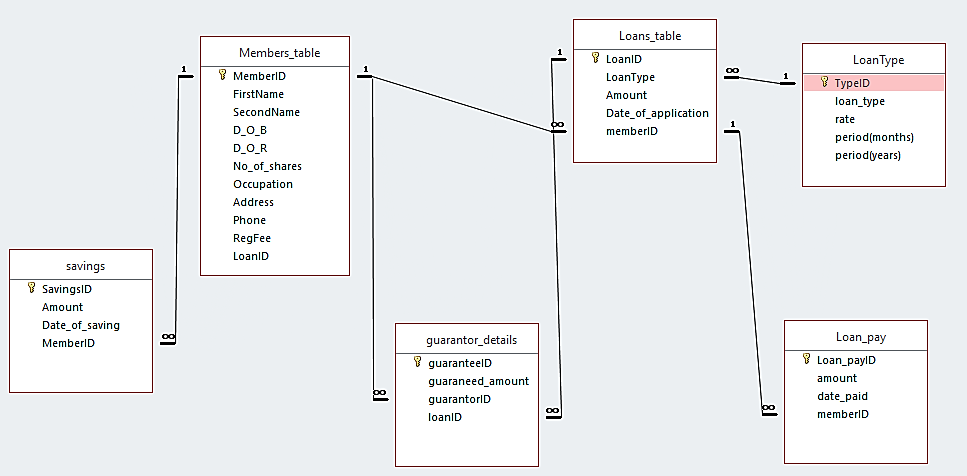 Members_table
MemberID
FirstName
SecondName
D_O_B
D_O_R
No_of_shares
Occupation
Address
Phone
RegFee
LoanID
Loans_table
LoanID
LoanType
Amount
Date_of_application
memberID
LoanType
TypeID
loan_type
rate
period(months)
period(years)
savings
SavingsID
Amount
Date_of_saving
MemberID
guarantor_details
guaranteeID
guaraneed_amount
guarantorID
loanID
Loan_pay
Loan_payID
amount
date_paid
memberID
1
∞
1
∞
∞
1
∞
∞
1
1
∞